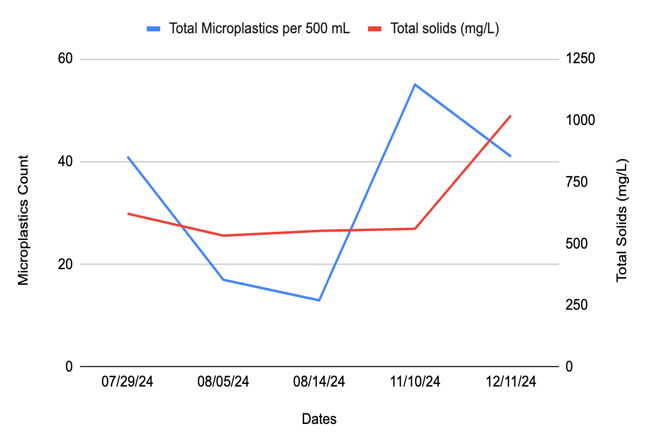 Total Microplastics per 500 mL Total solids (mg/L)
60 1250
1000
40
750
Microplastics Count
Total Solids (mg/L)
500
20
250
0 0
07/29/24 08/05/24 08/14/24 11/10/24 12/11/24
Dates